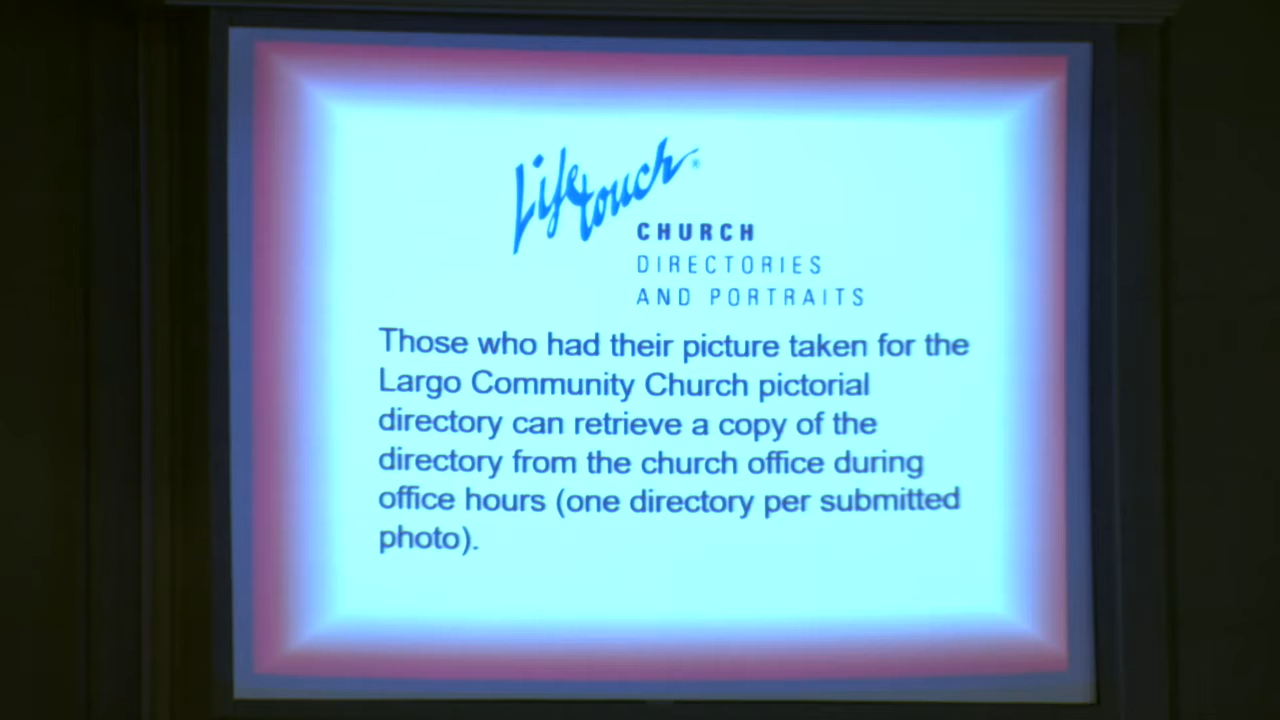 Lifetouch®
CHURCH
DIRECTORIES
AND PORTRAITS
Those who had their picture taken for the
Largo Community Church pictorial
directory can retrieve a copy of the
directory from the church office during
office hours (one directory per submitted
photo).